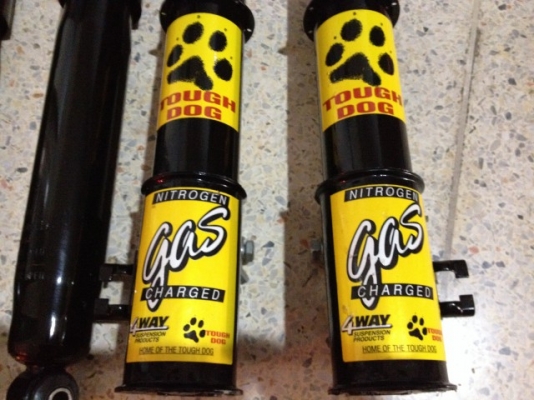 TOUGH
DOG
NITROGEN
gas
CHARGED
4WAY
SUSPENSION
PRODUCTS
TOUGH
DOG
HOME OF THE TOUGH DOG
TOUGH
DOG
NITROGEN
gas
CHARGED
4WAY
SUSPENSION
PRODUCTS
TOUGH
DOG
HOME OF THE TOUGH DOG